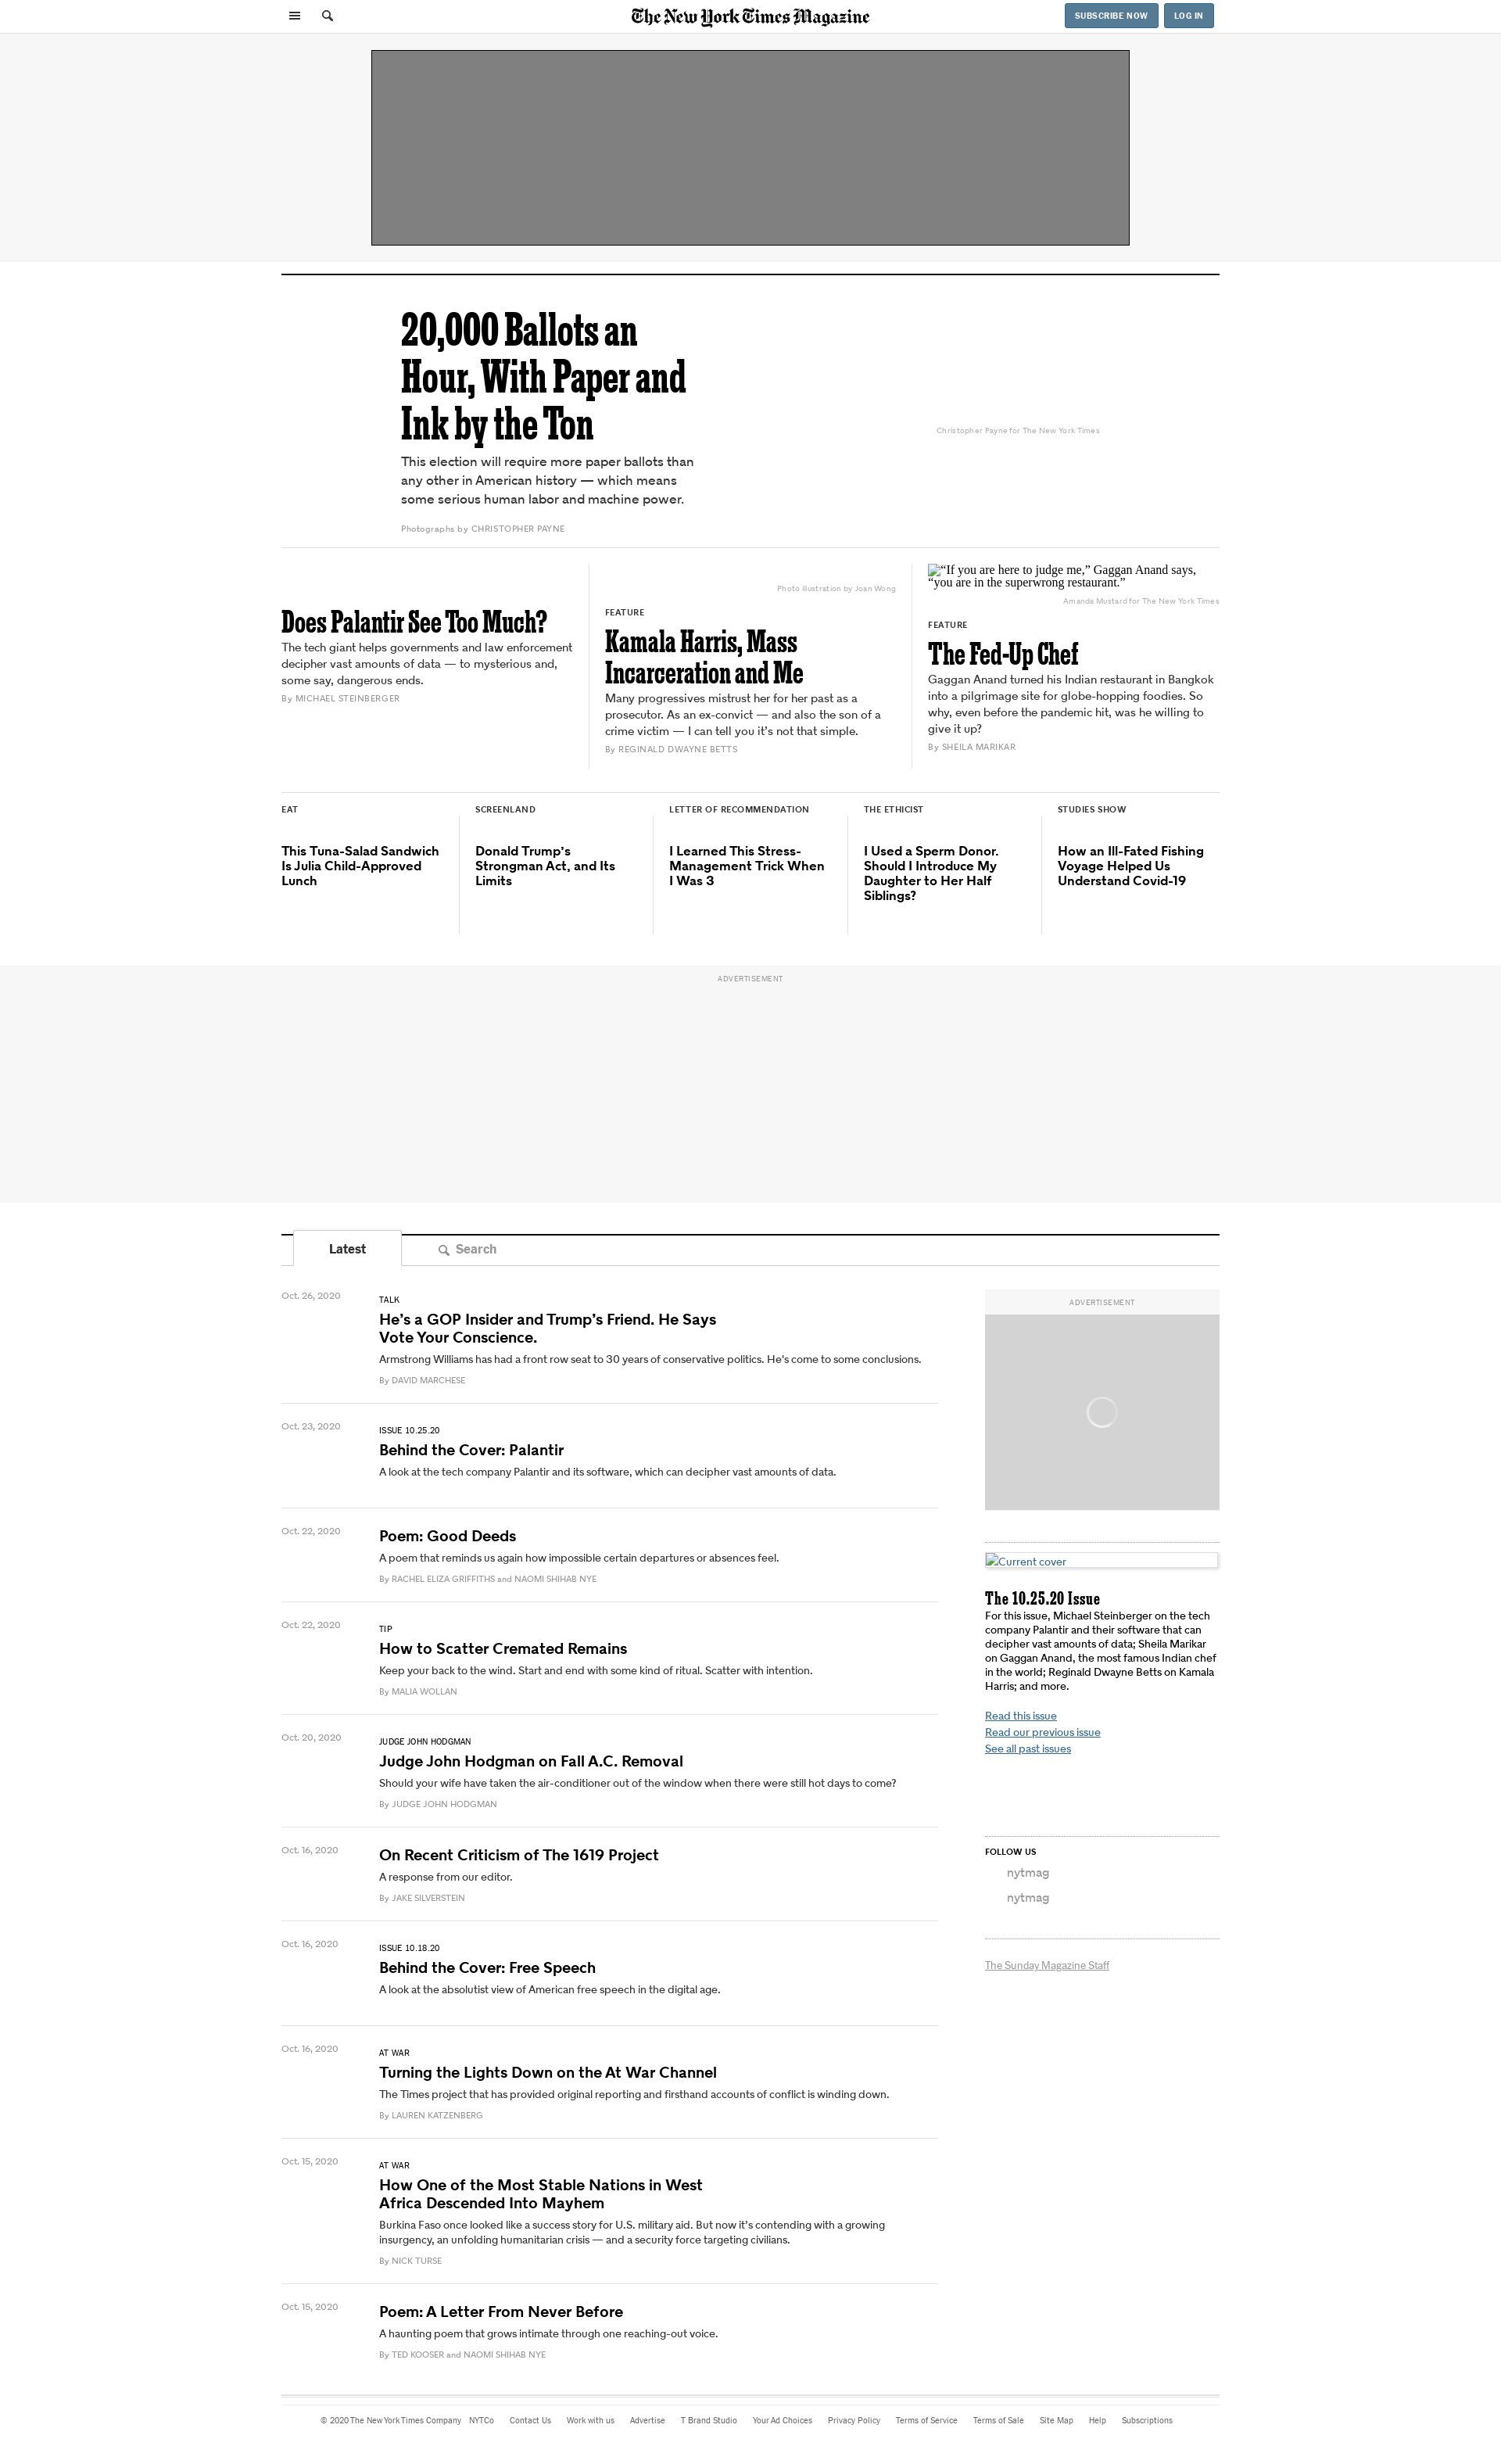 The New York Times Magazine
SUBSCRIBE NOW
LOG IN
20,000 Ballots an
Hour, With Paper and
Ink by the Ton
This election will require more paper ballots than
any other in American history — which means
some serious human labor and machine power.
Photographs by CHRISTOPHER PAYNE
Christopher Payne for The New York Times
Does Palantir See Too Much?
The tech giant helps governments and law enforcement
decipher vast amounts of data — to mysterious and,
some say, dangerous ends.
By MICHAEL STEINBERGER
Photo illustration by Joan Wong
FEATURE
Kamala Harris, Mass
Incarceration and Me
Many progressives mistrust her for her past as a
prosecutor. As an ex-convict — and also the son of a
crime victim — I can tell you it’s not that simple.
By REGINALD DWAYNE BETTS
“If you are here to judge me,” Gaggan Anand says,
“you are in the superwrong restaurant.”
Amanda Mustard for The New York Times
FEATURE
The Fed-Up Chef
Gaggan Anand turned his Indian restaurant in Bangkok
into a pilgrimage site for globe-hopping foodies. So
why, even before the pandemic hit, was he willing to
give it up?
By SHEILA MARIKAR
EAT
This Tuna-Salad Sandwich
Is Julia Child-Approved
Lunch
SCREENLAND
Donald Trump’s
Strongman Act, and Its
Limits
LETTER OF RECOMMENDATION
I Learned This Stress-
Management Trick When
I Was 3
THE ETHICIST
I Used a Sperm Donor.
Should I Introduce My
Daughter to Her Half
Siblings?
STUDIES SHOW
How an Ill-Fated Fishing
Voyage Helped Us
Understand Covid-19
ADVERTISEMENT
Latest
Search
Oct. 26, 2020
TALK
He’s a GOP Insider and Trump’s Friend. He Says
Vote Your Conscience.
Armstrong Williams has had a front row seat to 30 years of conservative politics. He's come to some conclusions.
By DAVID MARCHESE
Oct. 23, 2020
ISSUE 10.25.20
Behind the Cover: Palantir
A look at the tech company Palantir and its software, which can decipher vast amounts of data.
Oct. 22, 2020
Poem: Good Deeds
A poem that reminds us again how impossible certain departures or absences feel.
By RACHEL ELIZA GRIFFITHS and NAOMI SHIHAB NYE
Oct. 22, 2020
TIP
How to Scatter Cremated Remains
Keep your back to the wind. Start and end with some kind of ritual. Scatter with intention.
By MALIA WOLLAN
Oct. 20, 2020
JUDGE JOHN HODGMAN
Judge John Hodgman on Fall A.C. Removal
Should your wife have taken the air-conditioner out of the window when there were still hot days to come?
By JUDGE JOHN HODGMAN
Oct. 16, 2020
On Recent Criticism of The 1619 Project
A response from our editor.
By JAKE SILVERSTEIN
Oct. 16, 2020
ISSUE 10.18.20
Behind the Cover: Free Speech
A look at the absolutist view of American free speech in the digital age.
Oct. 16, 2020
AT WAR
Turning the Lights Down on the At War Channel
The Times project that has provided original reporting and firsthand accounts of conflict is winding down.
By LAUREN KATZENBERG
Oct. 15, 2020
AT WAR
How One of the Most Stable Nations in West
Africa Descended Into Mayhem
Burkina Faso once looked like a success story for U.S. military aid. But now it’s contending with a growing
insurgency, an unfolding humanitarian crisis — and a security force targeting civilians.
By NICK TURSE
Oct. 15, 2020
Poem: A Letter From Never Before
A haunting poem that grows intimate through one reaching-out voice.
By TED KOOSER and NAOMI SHIHAB NYE
ADVERTISEMENT
Current cover
The 10.25.20 Issue
For this issue, Michael Steinberger on the tech
company Palantir and their software that can
decipher vast amounts of data; Sheila Marikar
on Gaggan Anand, the most famous Indian chef
in the world; Reginald Dwayne Betts on Kamala
Harris; and more.
Read this issue
Read our previous issue
See all past issues
FOLLOW US
nytmag
nytmag
The Sunday Magazine Staff
© 2020 The New York Times Company NYTCo Contact Us Work with us Advertise T Brand Studio Your Ad Choices Privacy Policy Terms of Service Terms of Sale Site Map Help Subscriptions